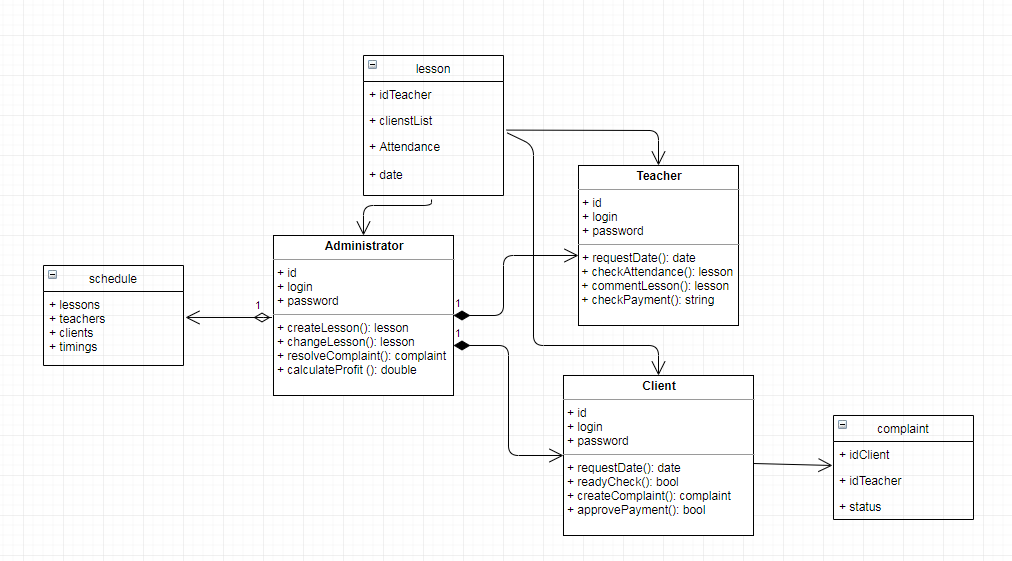 lesson
+ idTeacher
+ clienstList
+ Attendance
+ date
Teacher
+ id
+ login
+ password
+ requestDate(): date
+ checkAttendance(): lesson
+ commentLesson(): lesson
+ checkPayment(): string
Administrator
+ id
+ login
+ password
+ createLesson(): lesson
+ changeLesson(): lesson
+ resolveComplaint(): complaint
+ calculateProfit (): double
schedule
+ lessons
+ teachers
+ clients
+ timings
1
1
1
Client
+ id
+ login
+ password
+ requestDate(): date
+ readyCheck(): bool
+ createComplaint(): complaint
+ approvePayment(): bool
complaint
+ idClient
+ idTeacher
+ status